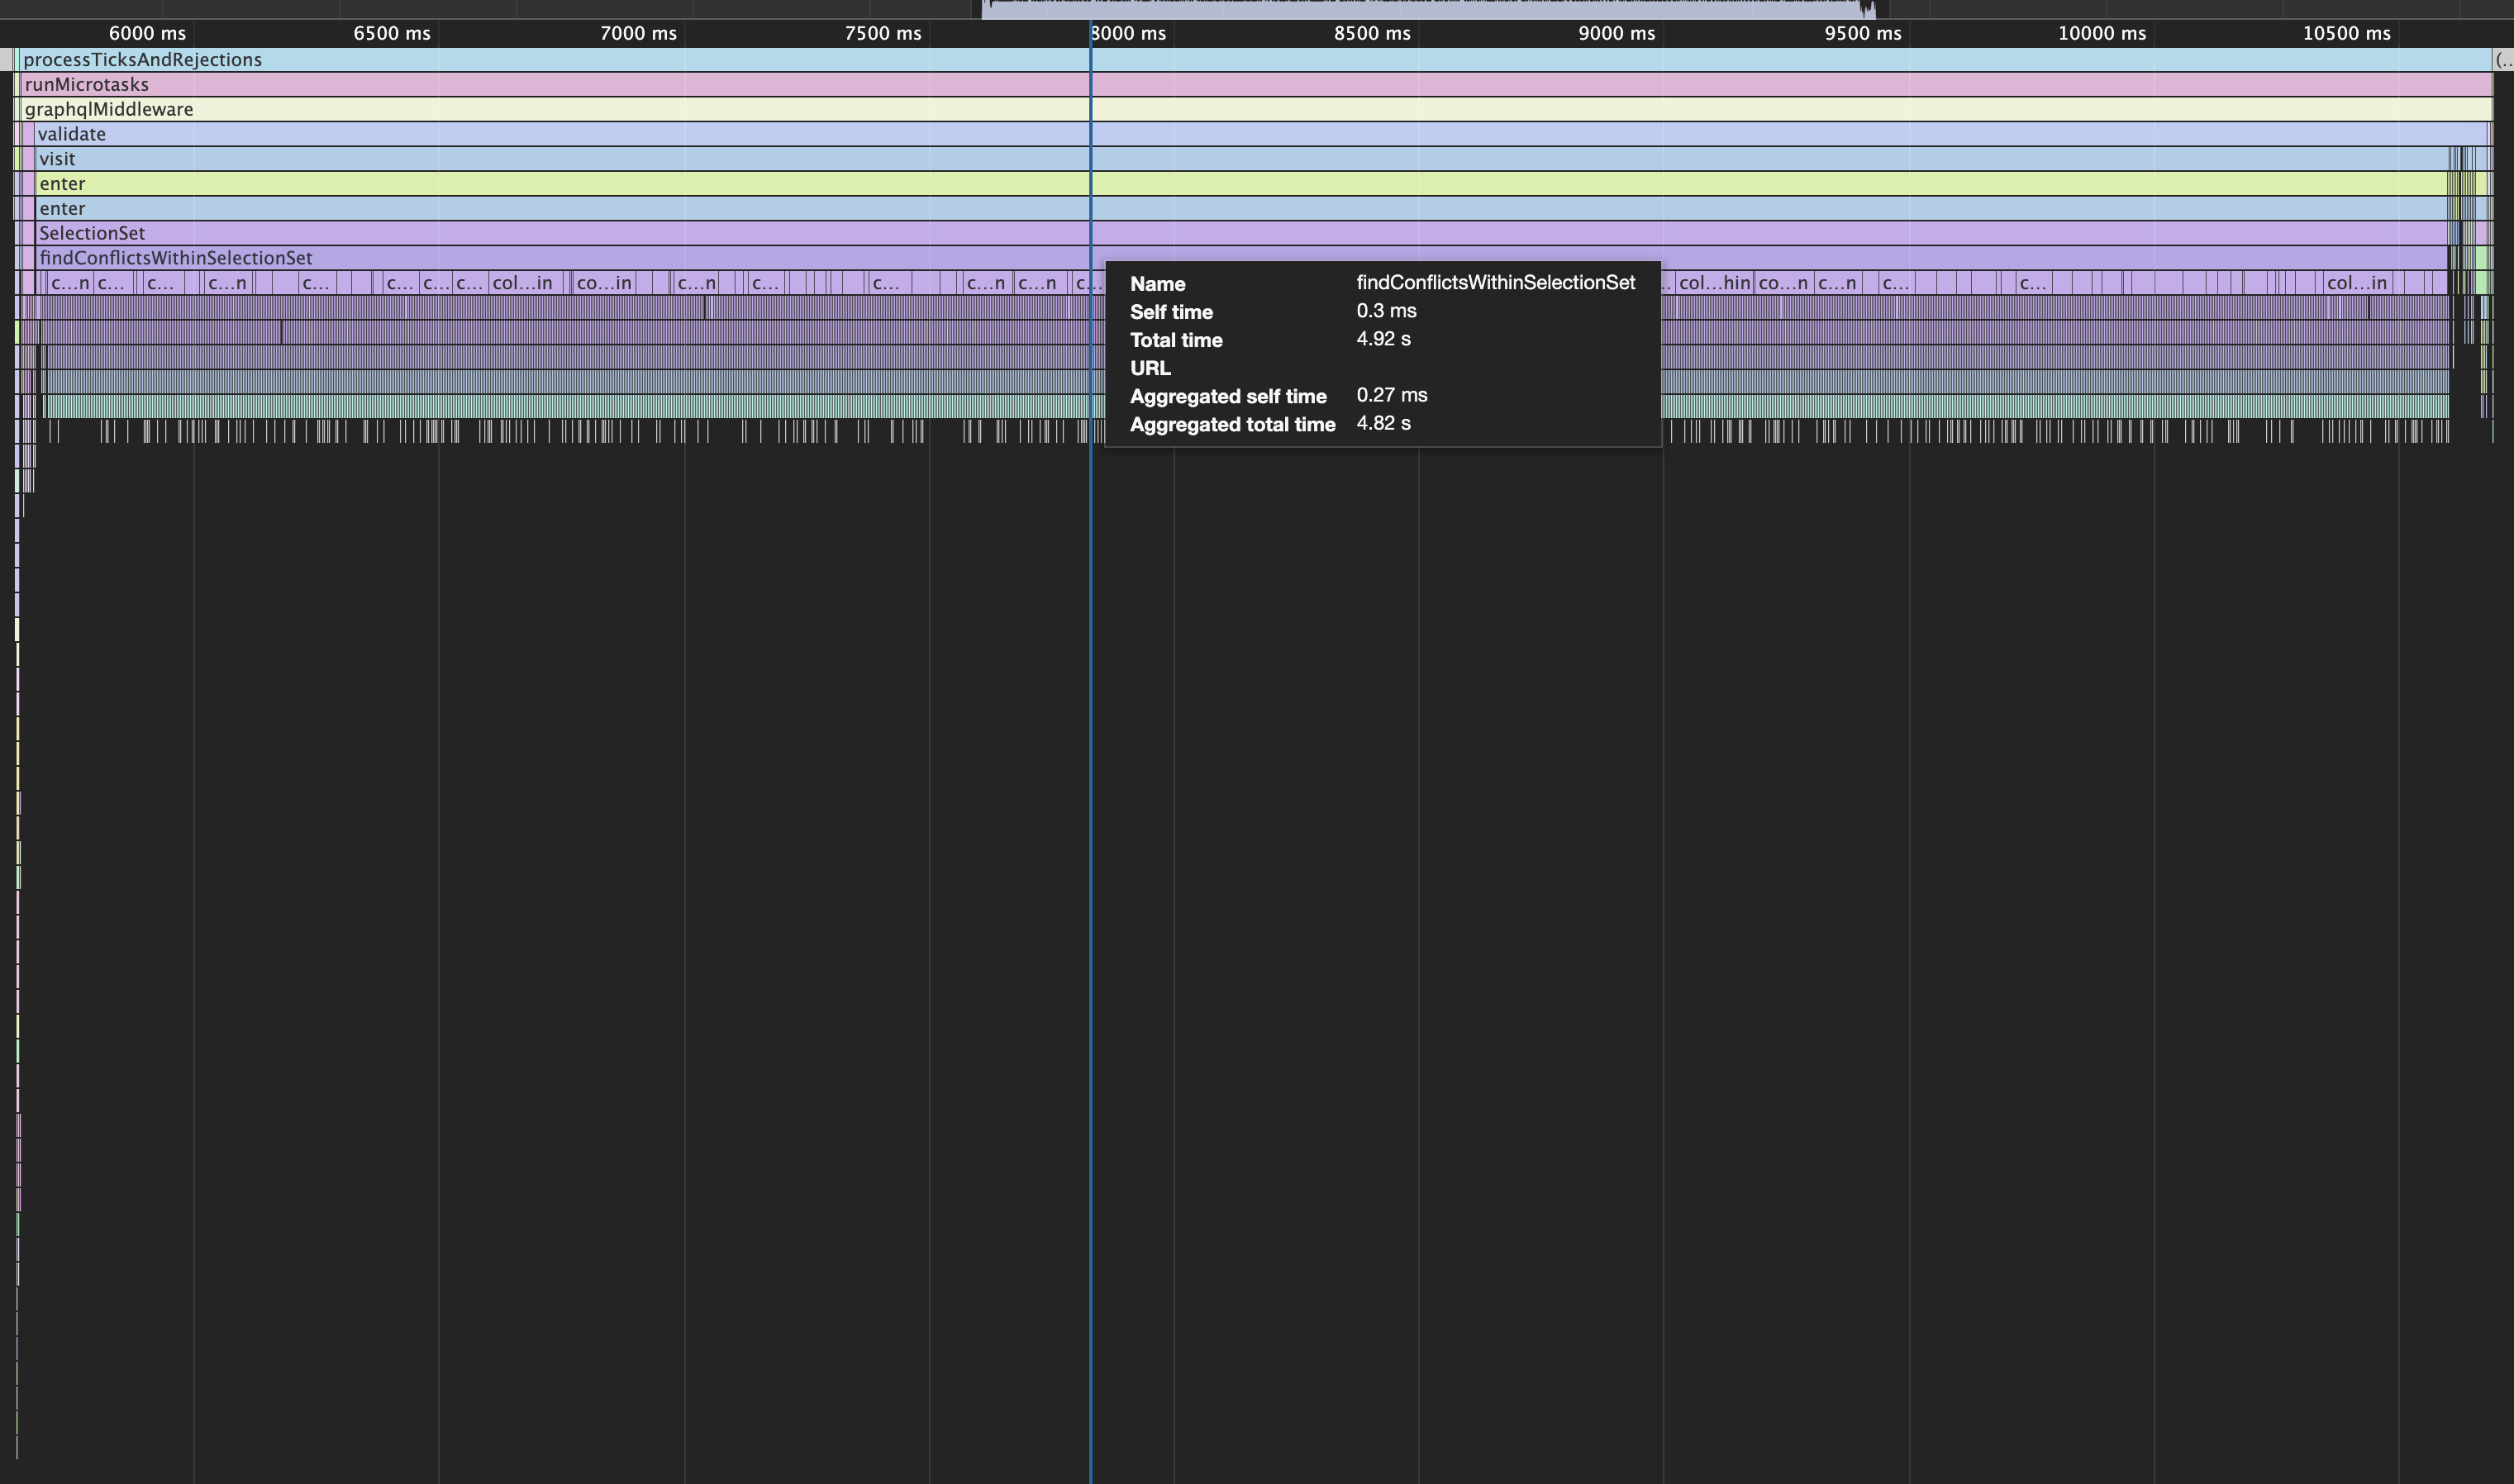 6000 ms 6500 ms 7000 ms 7500 ms 8000 ms 8500 ms 9000 ms 9500 ms 10000 ms 10500 ms
processTicksAndRejections (...
runMicrotasks
graphqlMiddleware
validate
visit
enter
enter
SelectionSet
findConflictsWithinSelectionSet
c...n c... c... c...n c... c... c... c... col...in co...in c...n c... c... c...n c...n c... .. col...hin co...n c...n c... c... col...in
Name findConflictsWithinSelectionSet
Self time 0.3 ms
Total time 4.92 s
URL
Aggregated self time 0.27 ms
Aggregated total time 4.82 s